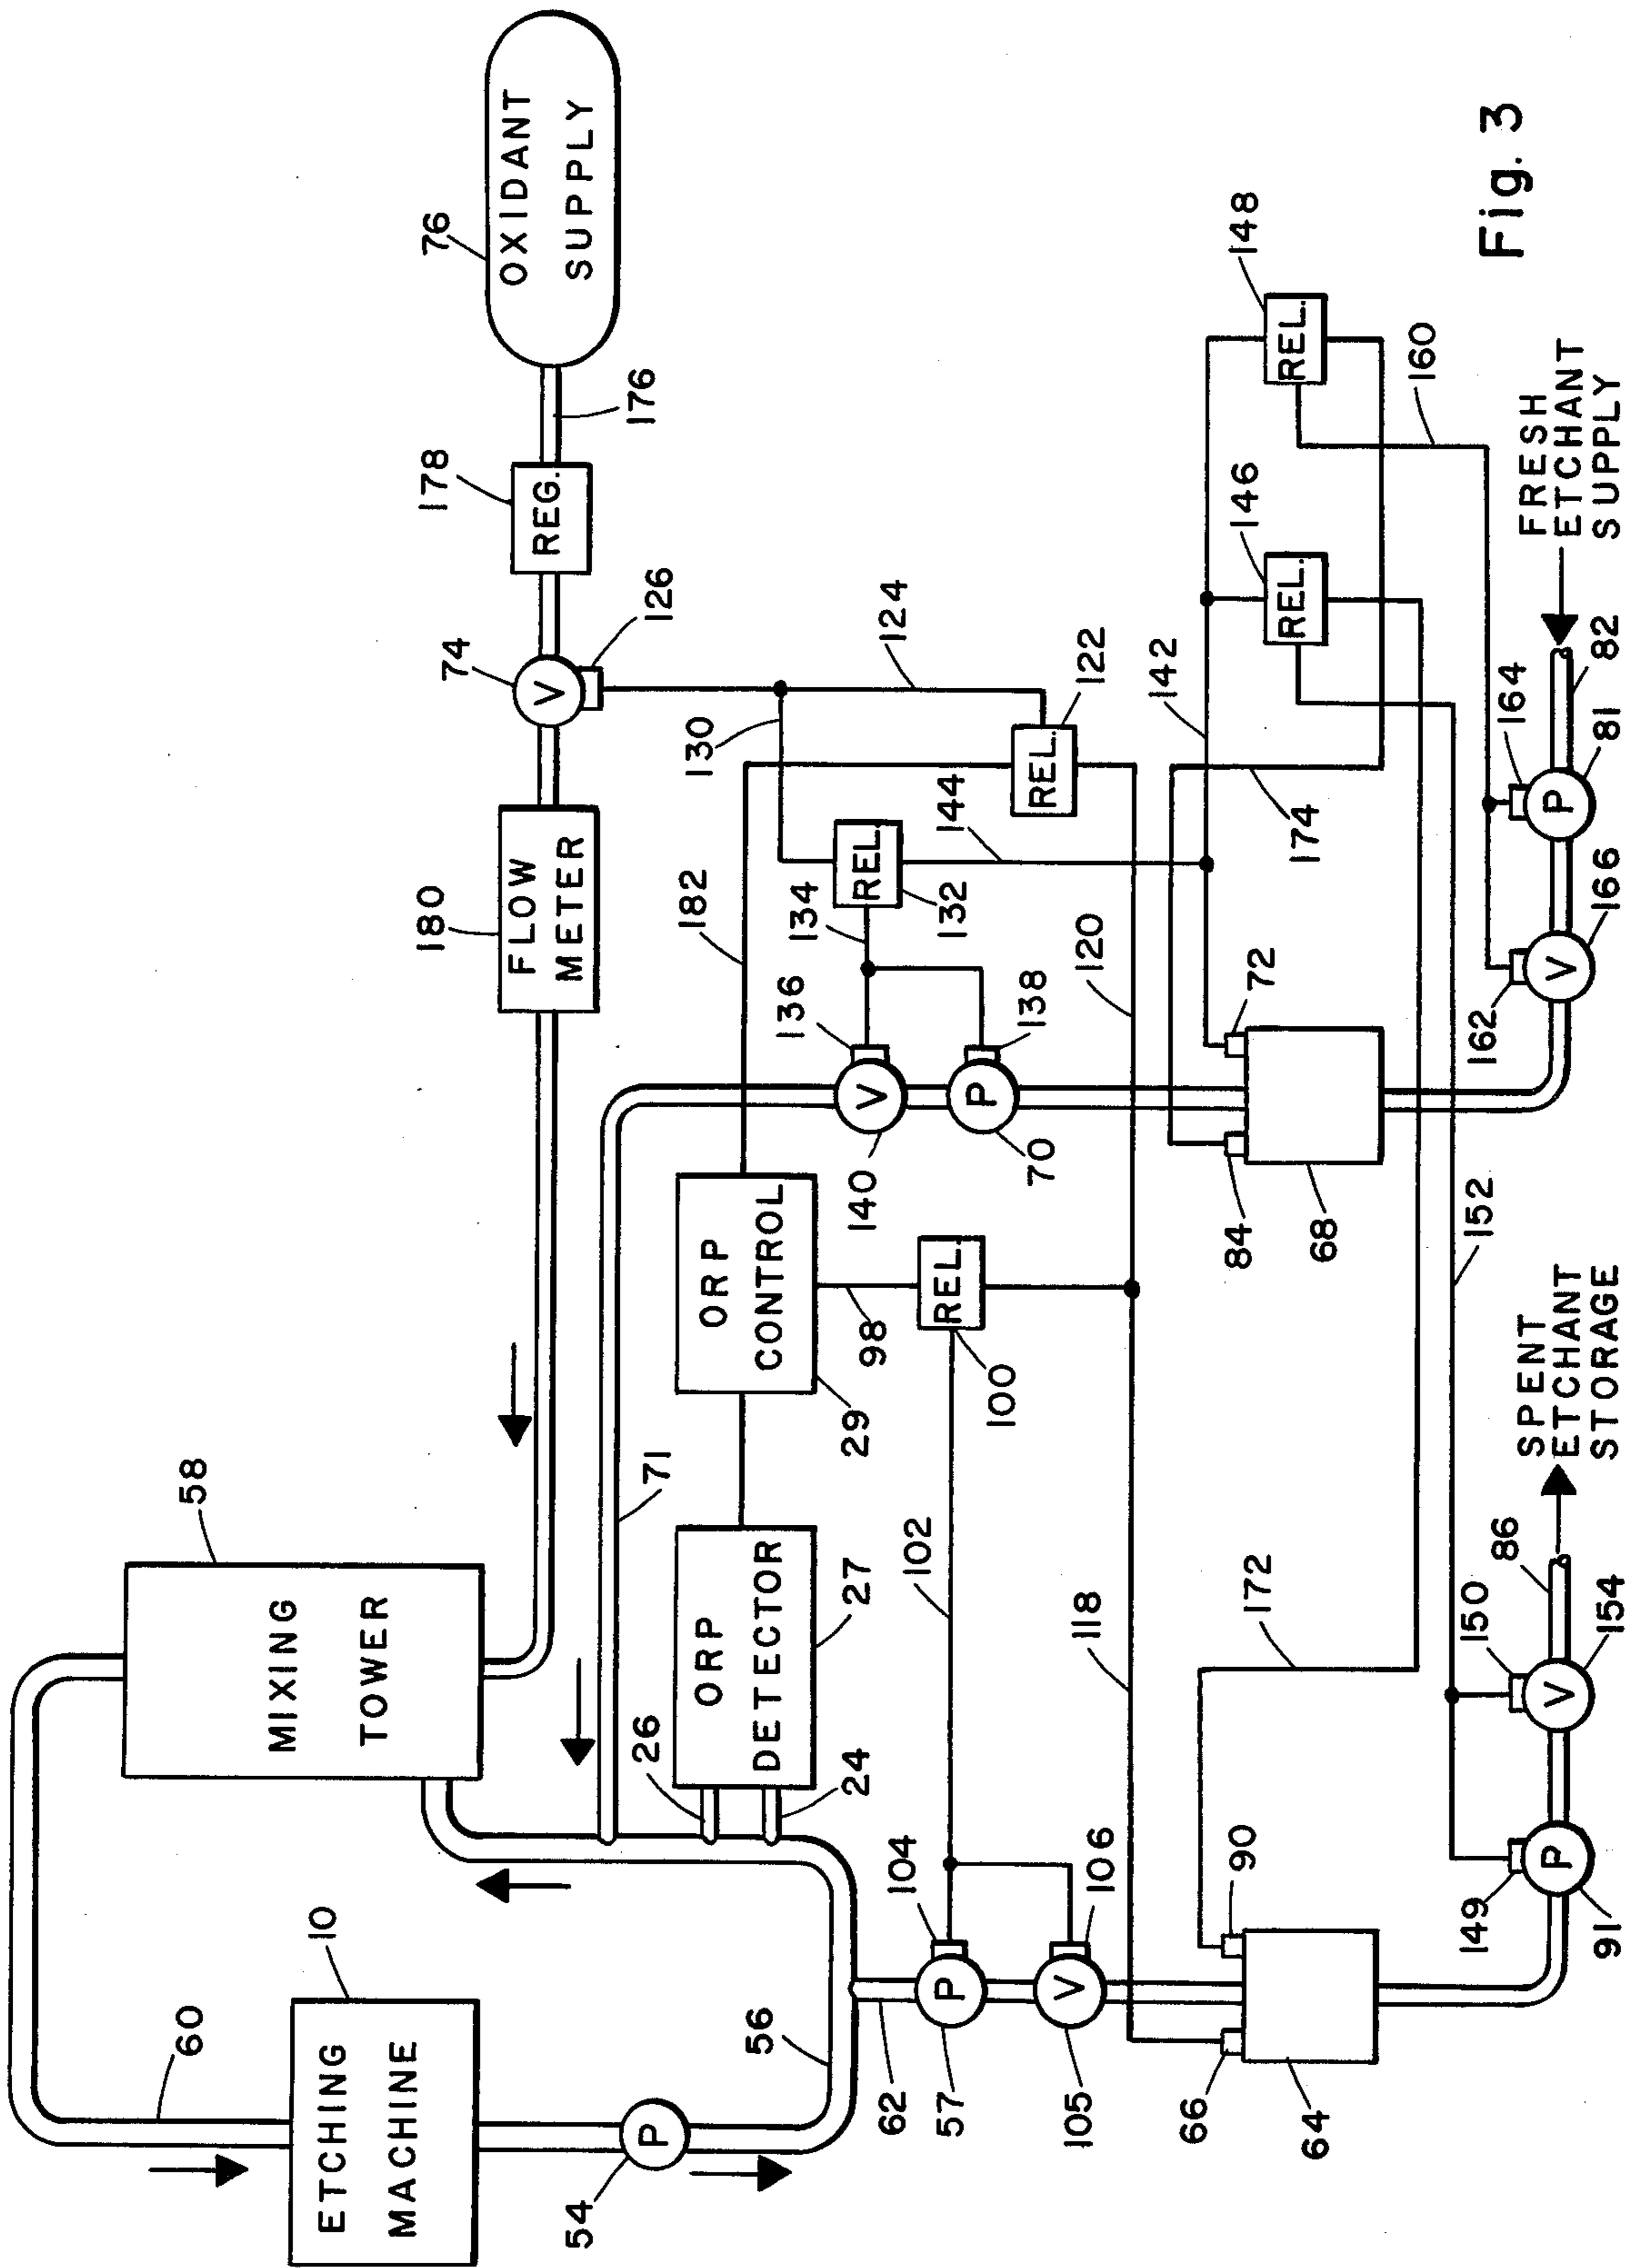 60
10
ETCHING
MACHINE
54
P
56
58
MIXING
TOWER
180
FLOW
METER
74
V
126
178
REG.
176
76
OXIDANT
SUPPLY
71
26
24
ORP
DETECTOR
27
ORP
CONTROL
29
98
REL.
100
102
182
130
124
REL.
122
134
REL.
132
144
136
V
140
138
P
70
62
104
P
57
106
V
105
118
120
66
90
64
172
84
72
68
174
142
146
REL.
148
REL.
160
152
149
P
91
150
V
154
86
SPENT
ETCHANT
STORAGE
162
V
166
164
P
81
82
FRESH
ETCHANT
SUPPLY
Fig. 3